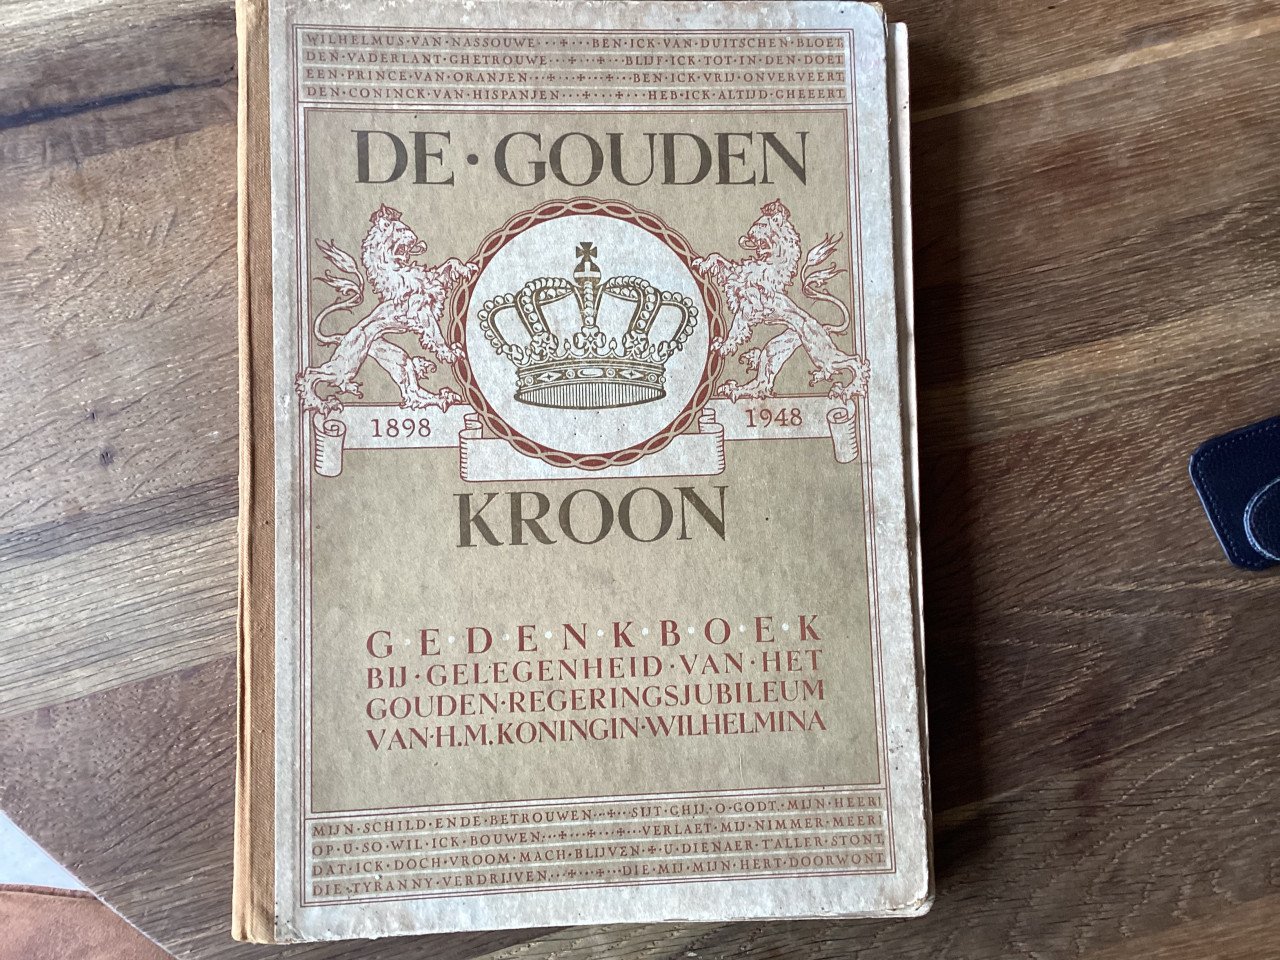 WILHELMUS·VAN·NASSOUWE···+···BEN·ICK·VAN·DUITSCHEN·BLOET
DEN·VADERLANT·GHETROUWE···+···+···BLIJF·ICK·TOT·IN·DEN·DOET
EEN·PRINCE·VAN·ORANJEN···+···+···BEN·ICK·VRIJ·ONVERVEERT
DEN·CONINCK·VAN·HISPANJEN···+···+···HEB·ICK·ALTIJD·GHEEERT
DE·GOUDEN
1898
1948
KROON
G·E·D·E·N·K·B·O·E·K
BIJ·GELEGENHEID·VAN·HET
GOUDEN·REGERINGSJUBILEUM
VAN·H.M.KONINGIN·WILHELMINA
MIJN·SCHILD·ENDE·BETROUWEN···+···SIJT·GHIJ·O·GODT·MIJN·HEER!
OP·U·SO·WIL·ICK·BOUWEN···+···+···+···VERLAET·MIJ·NIMMER·MEER!
DAT·ICK·DOCH·VROOM·MACH·BLIJVEN·+·U·DIENAER·TALLER·STONT
DIE·TYRANNY·VERDRIJVEN···+···+···DIE·MIJ·MIJN·HERT·DOORWONT